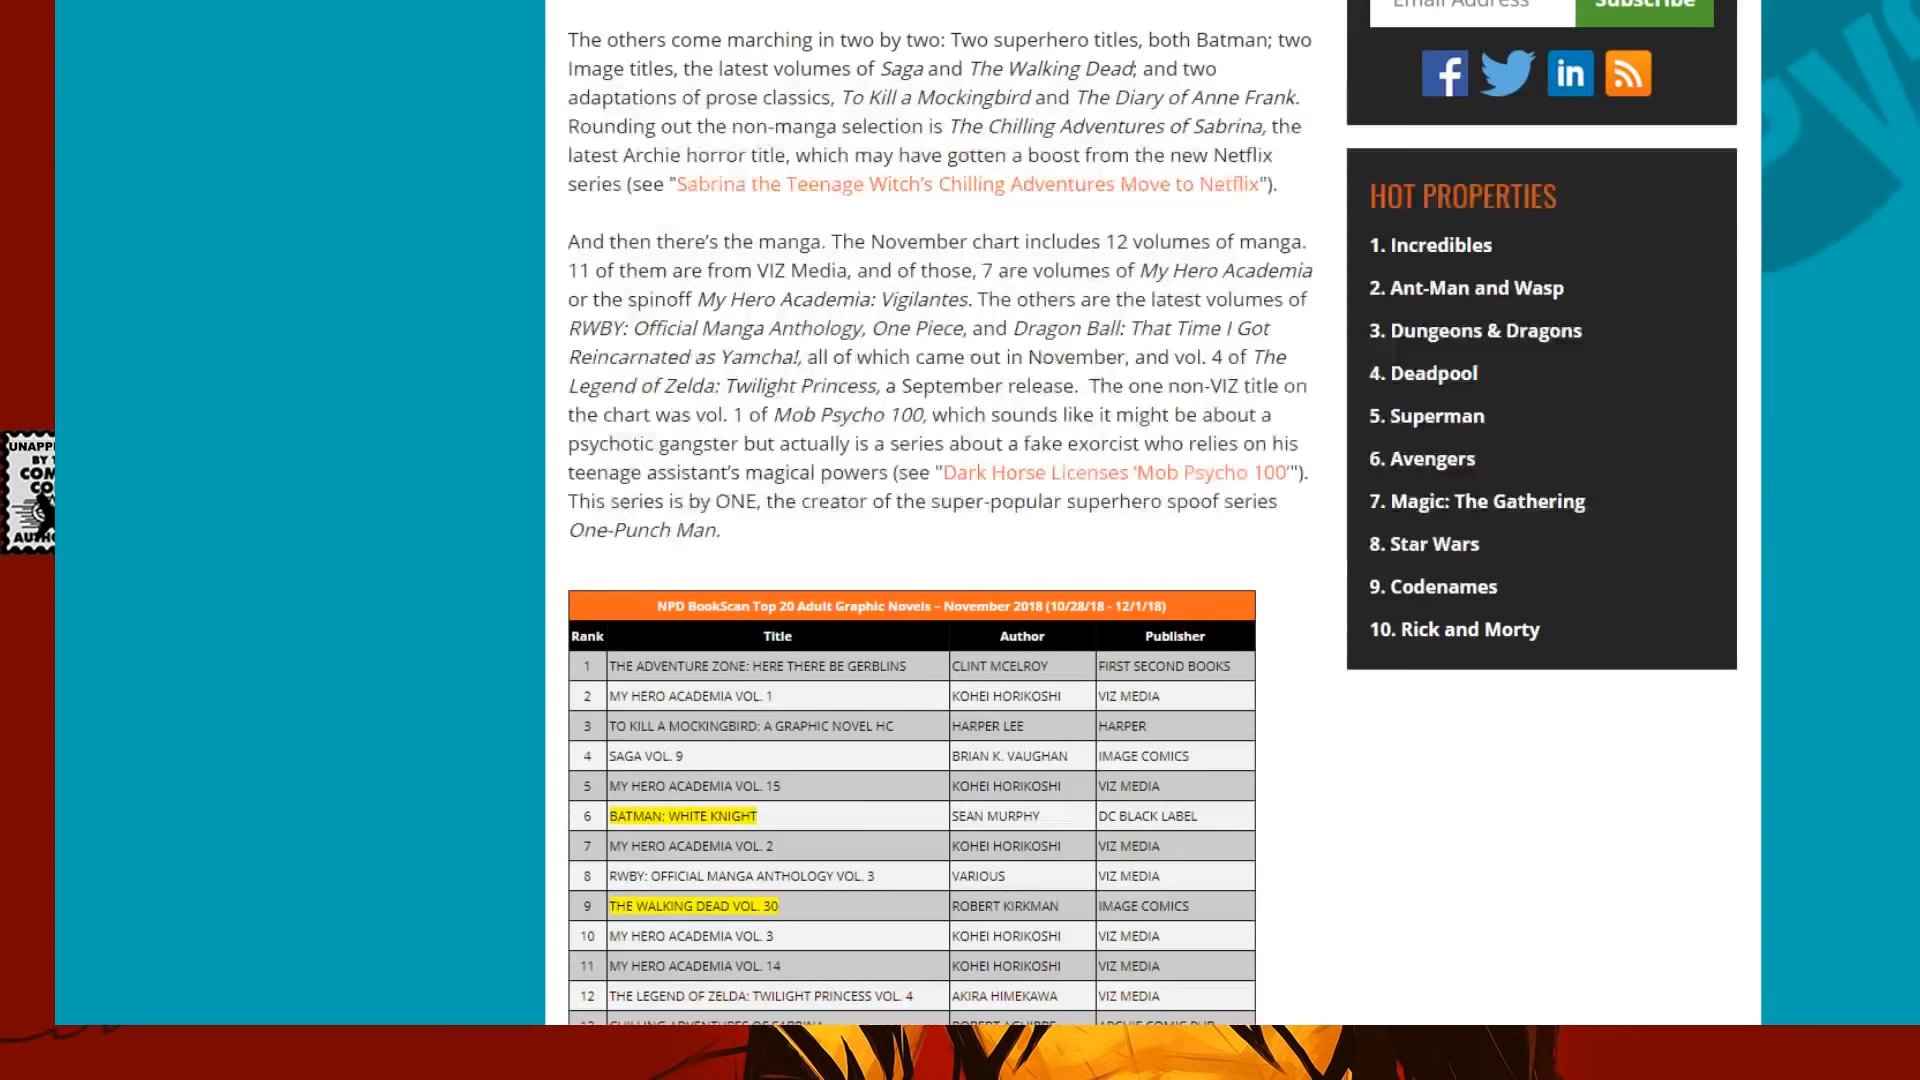 Email Address
Subscribe
The others come marching in two by two: Two superhero titles, both Batman; two
Image titles, the latest volumes of Saga and The Walking Dead; and two
adaptations of prose classics, To Kill a Mockingbird and The Diary of Anne Frank.
Rounding out the non-manga selection is The Chilling Adventures of Sabrina, the
latest Archie horror title, which may have gotten a boost from the new Netflix
series (see "Sabrina the Teenage Witch's Chilling Adventures Move to Netflix").
And then there's the manga. The November chart includes 12 volumes of manga.
11 of them are from VIZ Media, and of those, 7 are volumes of My Hero Academia
or the spinoff My Hero Academia: Vigilantes. The others are the latest volumes of
RWBY: Official Manga Anthology, One Piece, and Dragon Ball: That Time I Got
Reincarnated as Yamcha!, all of which came out in November, and vol. 4 of The
Legend of Zelda: Twilight Princess, a September release. The one non-VIZ title on
the chart was vol. 1 of Mob Psycho 100, which sounds like it might be about a
psychotic gangster but actually is a series about a fake exorcist who relies on his
teenage assistant's magical powers (see "Dark Horse Licenses 'Mob Psycho 100'").
This series is by ONE, the creator of the super-popular superhero spoof series
One-Punch Man.
NPD BookScan Top 20 Adult Graphic Novels – November 2018 (10/28/18 - 12/1/18)
Rank Title Author Publisher
1 THE ADVENTURE ZONE: HERE THERE BE GERBLINS CLINT MCELROY FIRST SECOND BOOKS
2 MY HERO ACADEMIA VOL. 1 KOHEI HORIKOSHI VIZ MEDIA
3 TO KILL A MOCKINGBIRD: A GRAPHIC NOVEL HC HARPER LEE HARPER
4 SAGA VOL. 9 BRIAN K. VAUGHAN IMAGE COMICS
5 MY HERO ACADEMIA VOL. 15 KOHEI HORIKOSHI VIZ MEDIA
6 BATMAN: WHITE KNIGHT SEAN MURPHY DC BLACK LABEL
7 MY HERO ACADEMIA VOL. 2 KOHEI HORIKOSHI VIZ MEDIA
8 RWBY: OFFICIAL MANGA ANTHOLOGY VOL. 3 VARIOUS VIZ MEDIA
9 THE WALKING DEAD VOL. 30 ROBERT KIRKMAN IMAGE COMICS
10 MY HERO ACADEMIA VOL. 3 KOHEI HORIKOSHI VIZ MEDIA
11 MY HERO ACADEMIA VOL. 14 KOHEI HORIKOSHI VIZ MEDIA
12 THE LEGEND OF ZELDA: TWILIGHT PRINCESS VOL. 4 AKIRA HIMEKAWA VIZ MEDIA
HOT PROPERTIES
1. Incredibles
2. Ant-Man and Wasp
3. Dungeons & Dragons
4. Deadpool
5. Superman
6. Avengers
7. Magic: The Gathering
8. Star Wars
9. Codenames
10. Rick and Morty
UNAPP
BY T
COM
CO
AUTHO